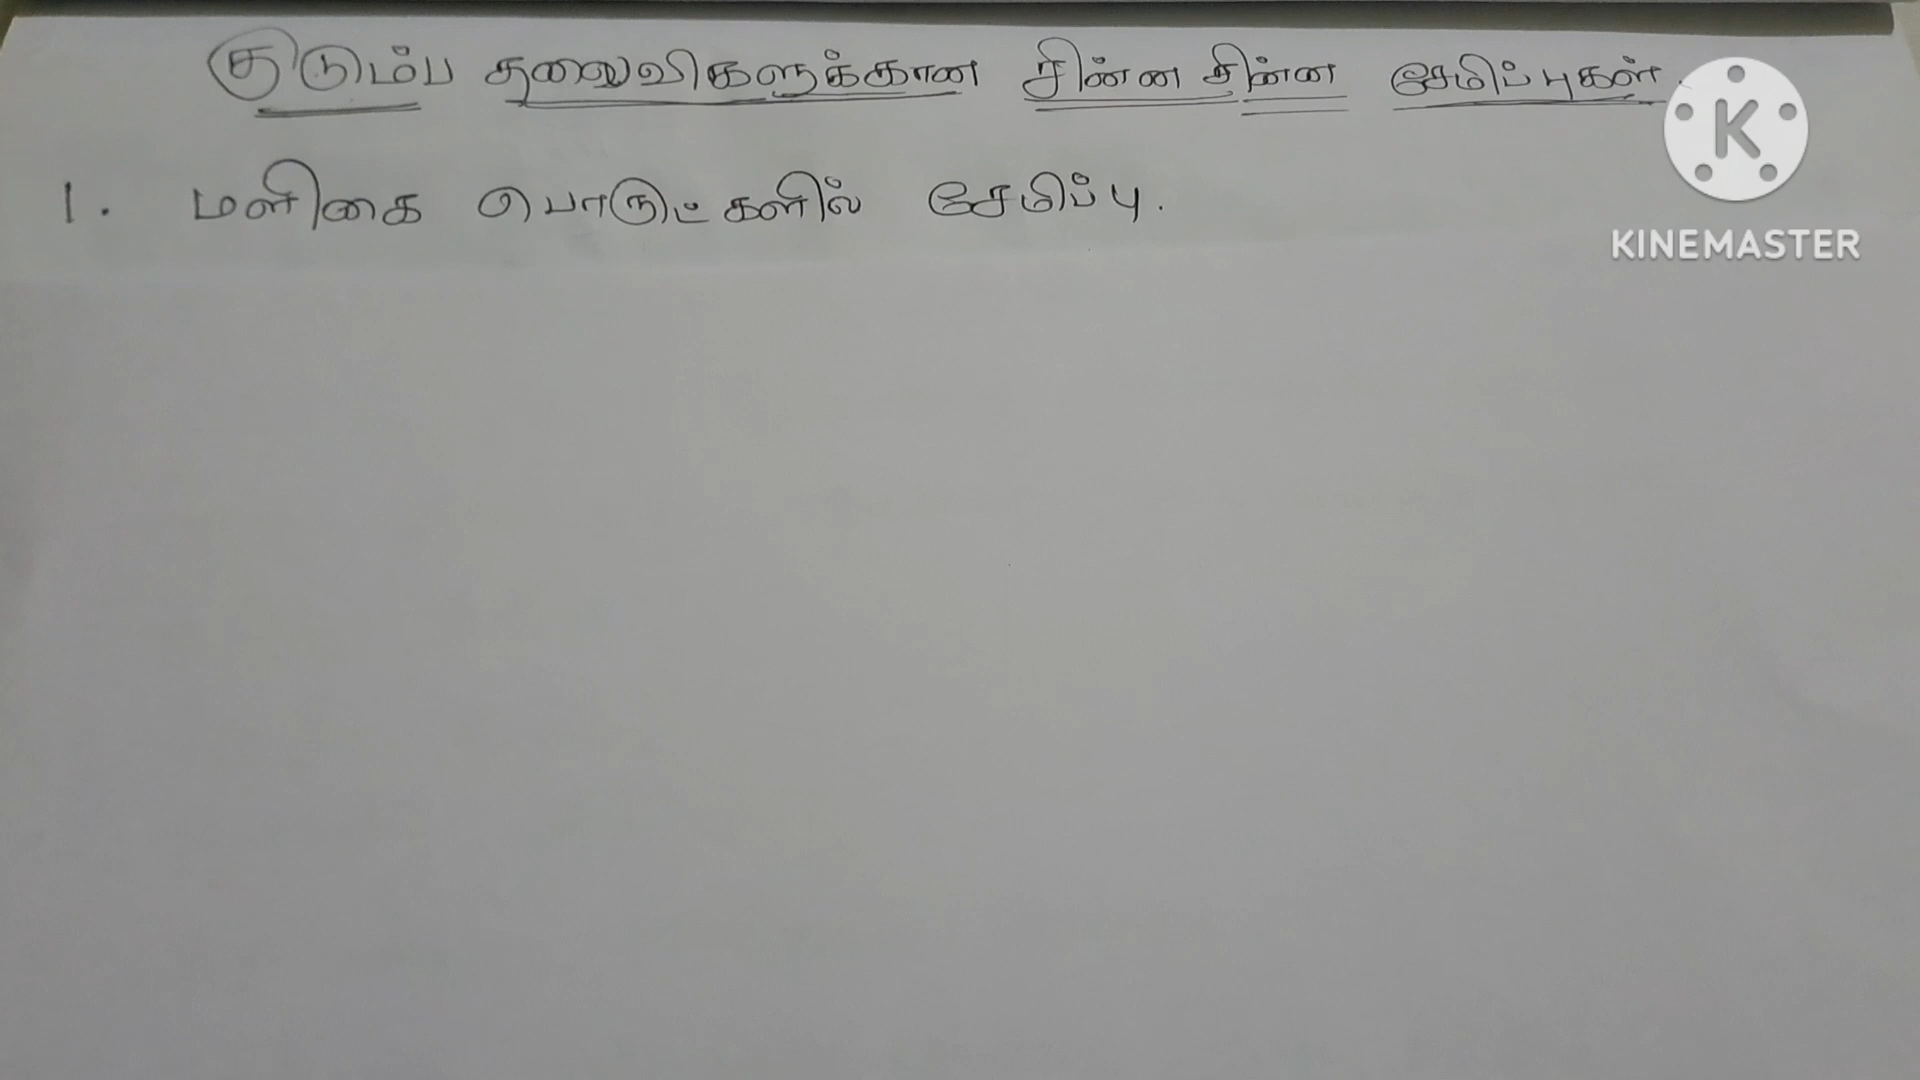 குடும்ப தலைவிகளுக்கான சின்ன சின்ன சேமிப்புகள்.
1. மளிகை பொருட்களில் சேமிப்பு.
K
KINEMASTER